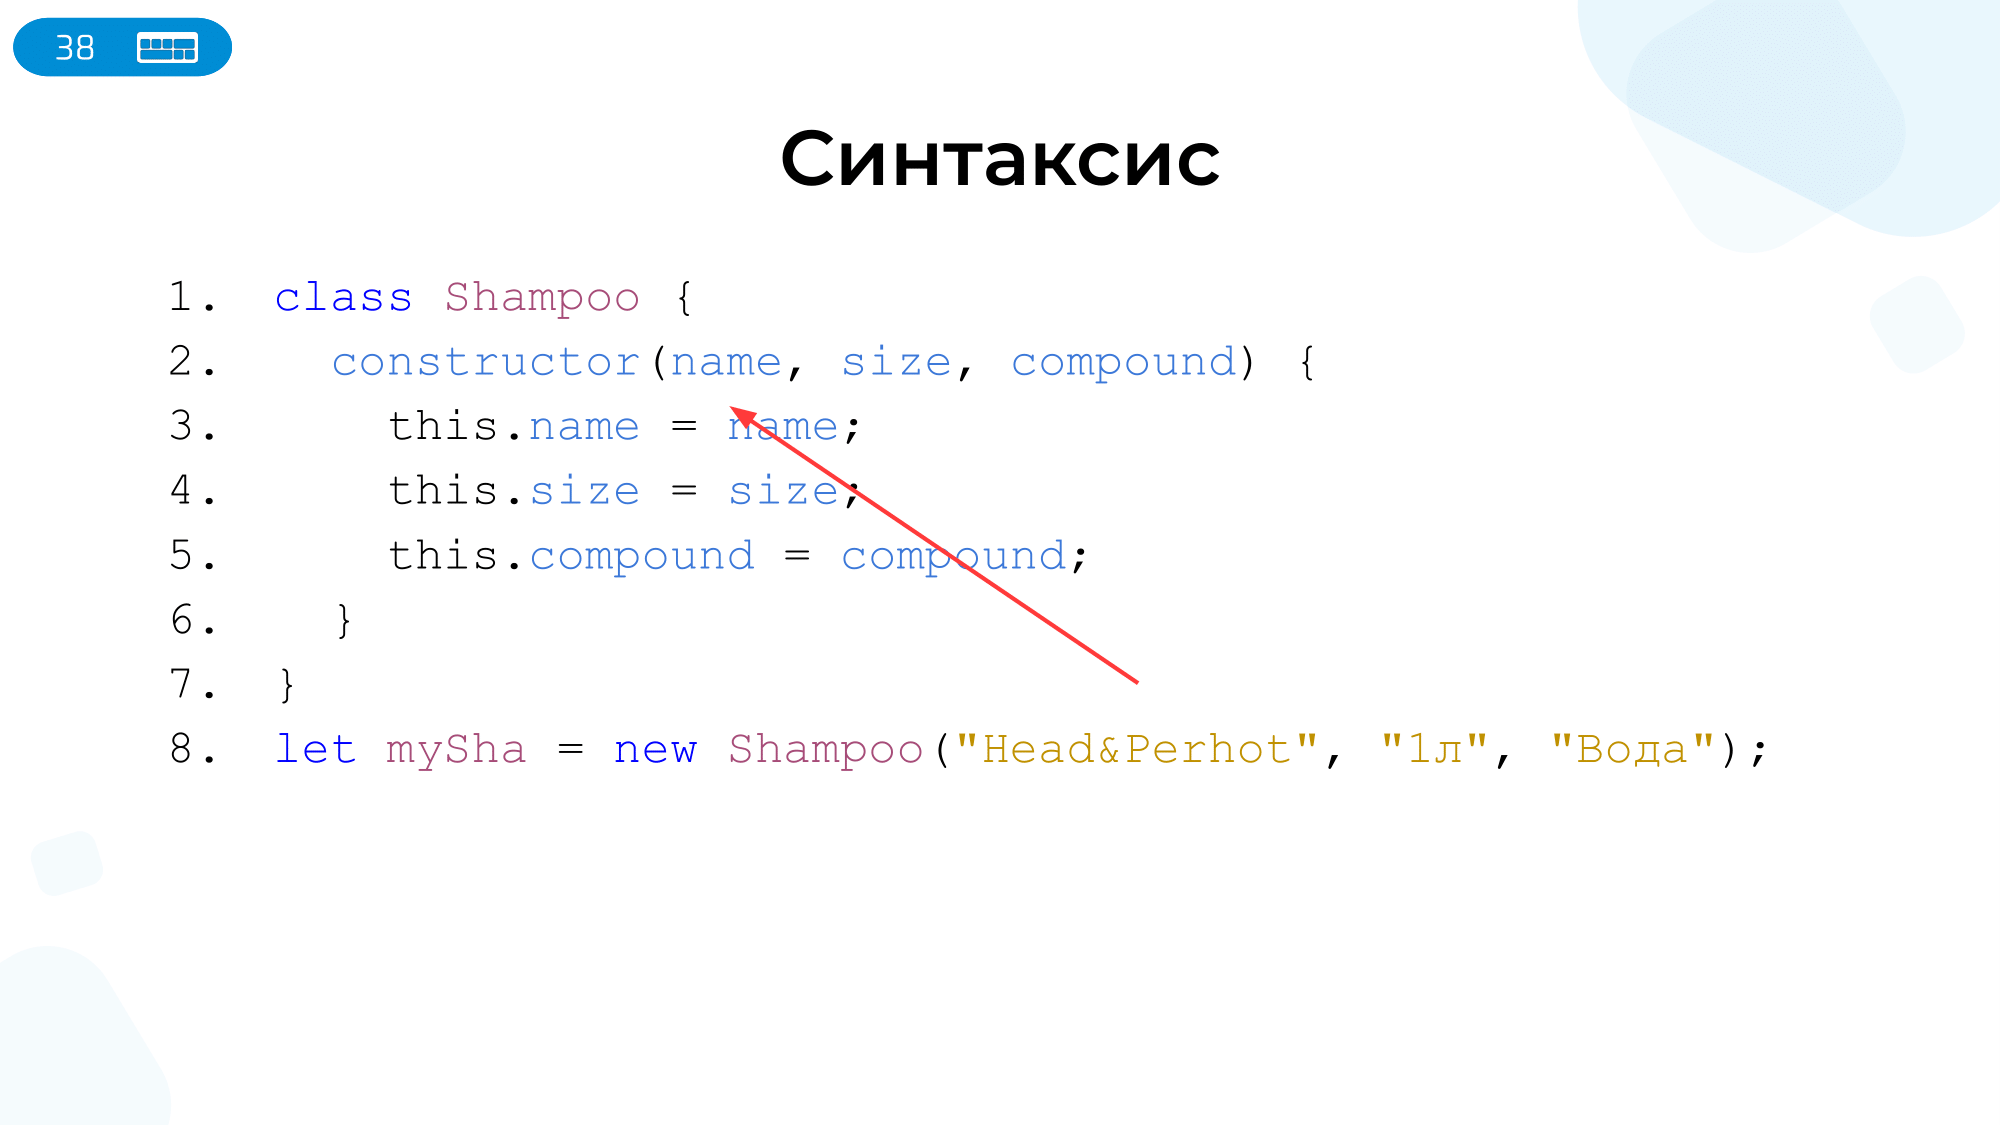 38
Синтаксис
1. class Shampoo {
2. constructor(name, size, compound) {
3. this.name = name;
4. this.size = size;
5. this.compound = compound;
6. }
7. }
8. let mySha = new Shampoo("Head&Perhot", "1л", "Вода");